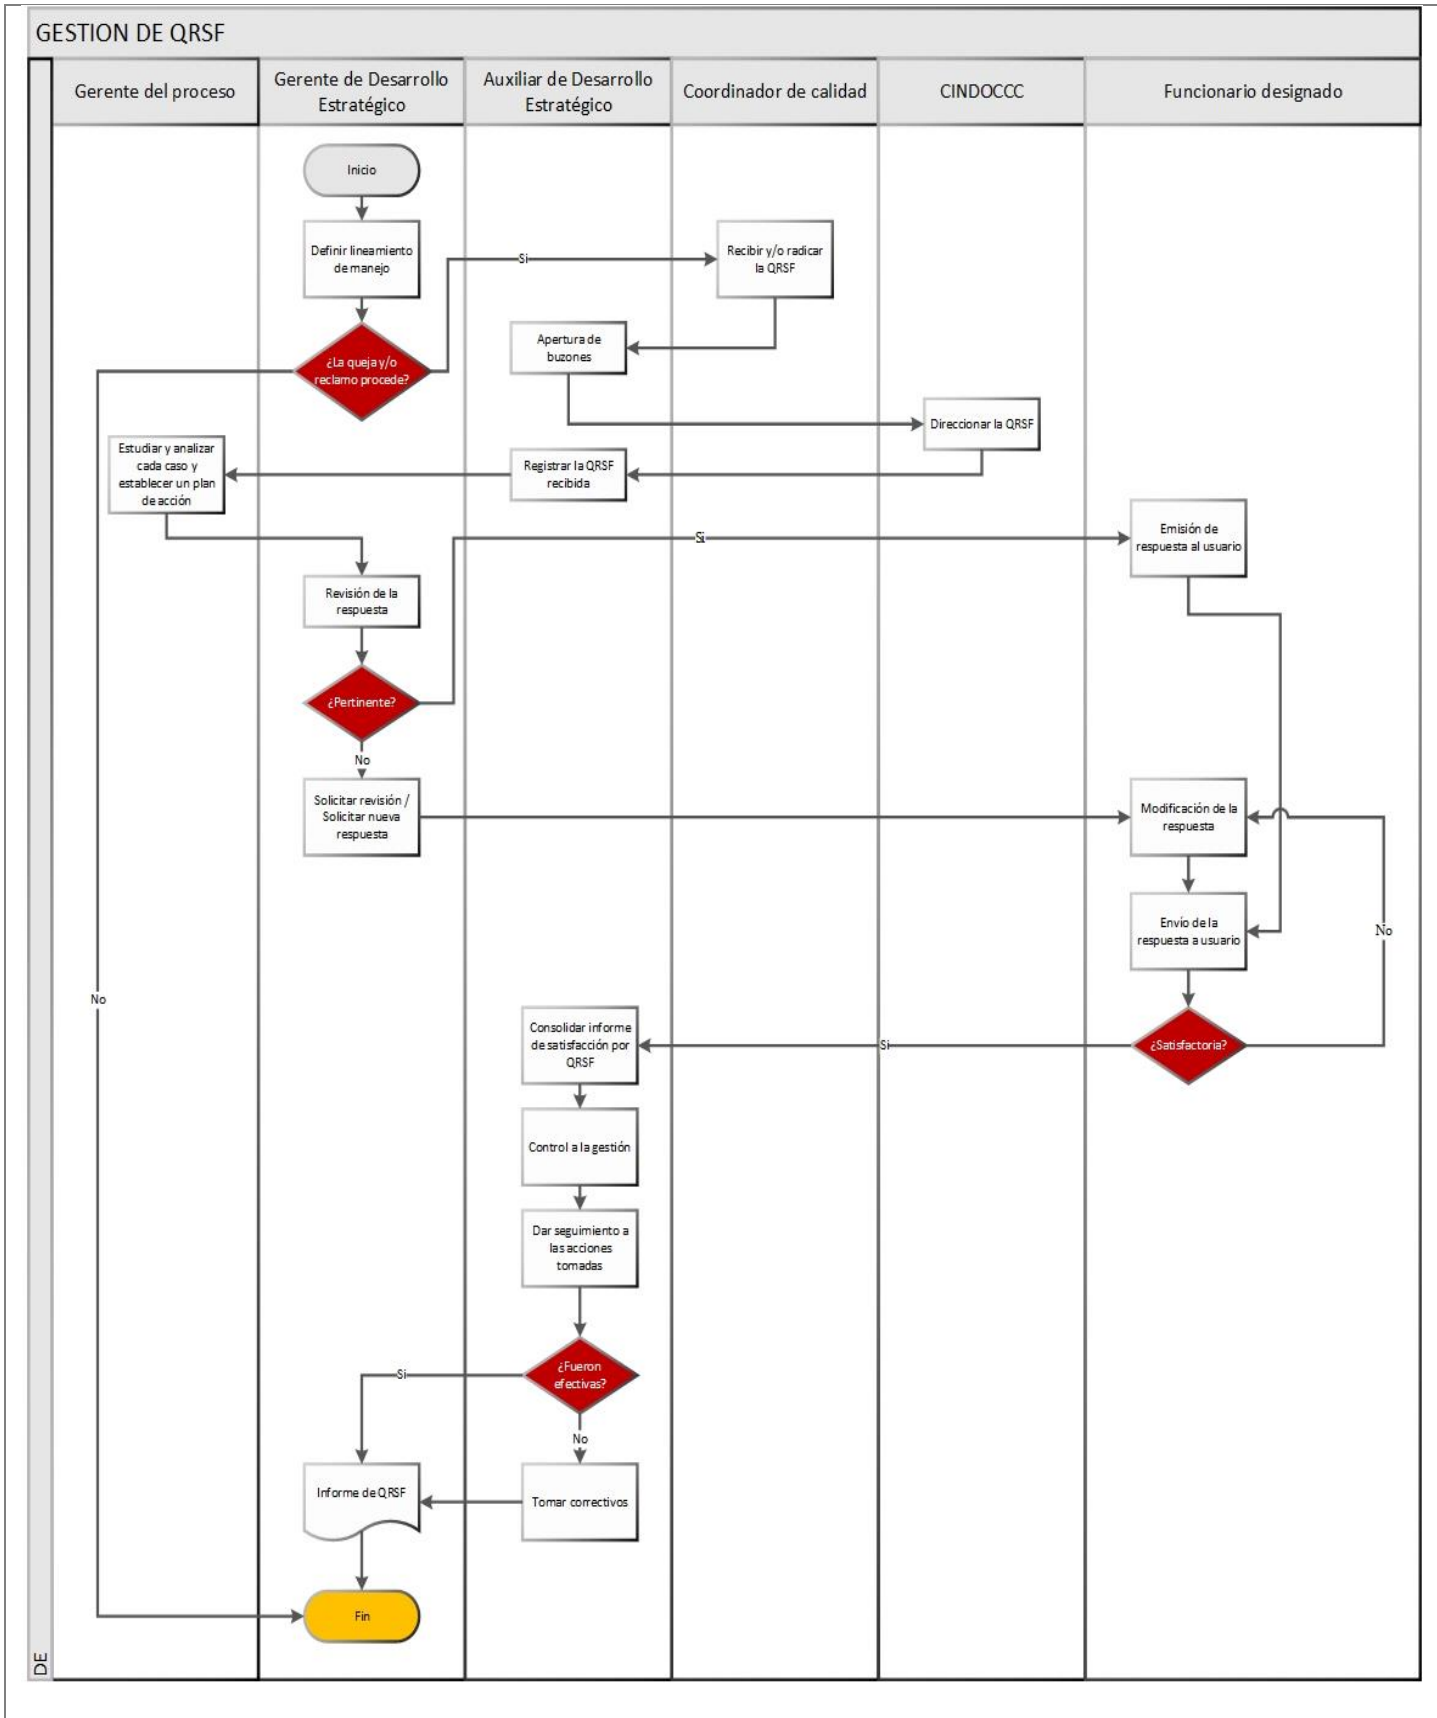 GESTION DE QRSF
Gerente del proceso
Gerente de Desarrollo
Estratégico
Auxiliar de Desarrollo
Estratégico
Coordinador de calidad
CINDOCCC
Funcionario designado
Inicio
Definir lineamiento
de manejo
Si
Recibir y/o radicar
la QRSF
¿La queja y/o
reclamo procede?
Apertura de
buzones
Direccionar la QRSF
Estudiar y analizar
cada caso y
establecer un plan
de acción
Registrar la QRSF
recibida
Si
Emisión de
respuesta al usuario
Revisión de la
respuesta
¿Pertinente?
No
Solicitar revisión /
Solicitar nueva
respuesta
Modificación de la
respuesta
Envío de la
respuesta a usuario
No
No
Consolidar informe
de satisfacción por
QRSF
Si
¿Satisfactoria?
Control a la gestión
Dar seguimiento a
las acciones
tomadas
¿Fueron
efectivas?
Si
No
Informe de QRSF
Tomar correctivos
Fin
DE